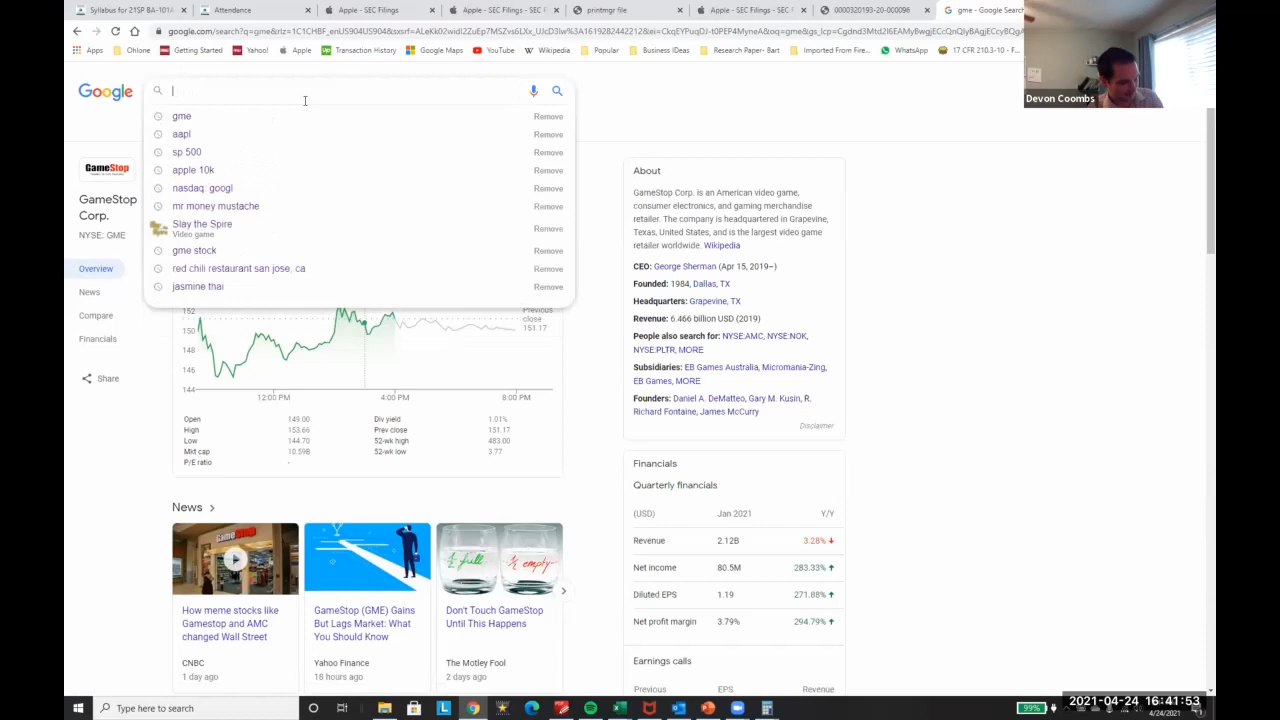 Syllabus for 21SP BA-101A
Attendance
Apple - SEC Filings
Apple - SEC Filings - SEC F
printmgr file
Apple - SEC Filings - SEC F
0000320193-20-000096
gme - Google Search
Devon Coombs
Apps
Ohlone
Getting Started
Yahoo!
Transaction History
Apple
Google Maps
YouTube
Wikipedia
Popular
Business IDeas
Research Paper- Bart
Imported From Fire...
WhatsApp
17 CFR 210.3-10 - F
Google
gme
Remove
aapl
Remove
sp 500
Remove
apple 10k
Remove
nasdaq: googl
Remove
mr money mustache
Remove
Slay the Spire
Video game
Remove
gme stock
Remove
red chili restaurant san jose, ca
Remove
jasmine thai
Remove
GameStop
GameStop
Corp.
NYSE: GME
Overview
News
Compare
Financials
Share
152
150
148
146
144
12:00 PM
4:00 PM
8:00 PM
Previous
close
151.17
Open 149.00 Div yield 1.01%
High 153.66 Prev close 151.17
Low 144.70 52-wk high 483.00
Mkt cap 10.59B 52-wk low 3.77
P/E ratio -
News
GameStop
1/2 full
1/2 empty
How meme stocks like
Gamestop and AMC
changed Wall Street
CNBC
1 day ago
GameStop (GME) Gains
But Lags Market: What
You Should Know
Yahoo Finance
18 hours ago
Don't Touch GameStop
Until This Happens
The Motley Fool
2 days ago
About
GameStop Corp. is an American video game,
consumer electronics, and gaming merchandise
retailer. The company is headquartered in Grapevine,
Texas, United States, and is the largest video game
retailer worldwide. Wikipedia
CEO: George Sherman (Apr 15, 2019–)
Founded: 1984, Dallas, TX
Headquarters: Grapevine, TX
Revenue: 6.466 billion USD (2019)
People also search for: NYSE:AMC, NYSE:NOK,
NYSE:PLTR, MORE
Subsidiaries: EB Games Australia, Micromania-Zing,
EB Games, MORE
Founders: Daniel A. DeMatteo, Gary M. Kusin, R.
Richard Fontaine, James McCurry
Disclaimer
Financials
Quarterly financials
(USD) Jan 2021 Y/Y
Revenue 2.12B 3.28%
Net income 80.5M 283.33%
Diluted EPS 1.19 271.88%
Net profit margin 3.79% 294.79%
Earnings calls
Previous EPS Revenue
Type here to search
99%
2021-04-24 16:41:53
4/24/2021